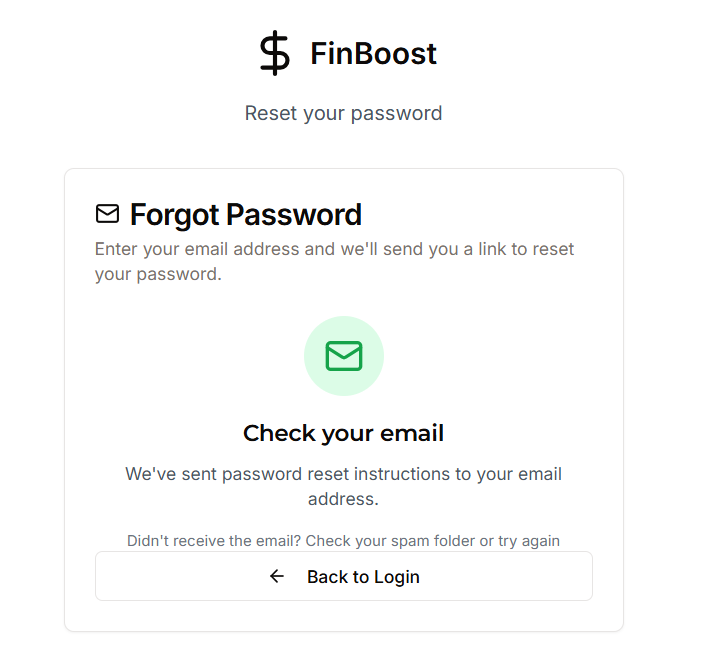 FinBoost
Reset your password
Forgot Password
Enter your email address and we'll send you a link to reset
your password.
Check your email
We've sent password reset instructions to your email
address.
Didn't receive the email? Check your spam folder or try again
Back to Login